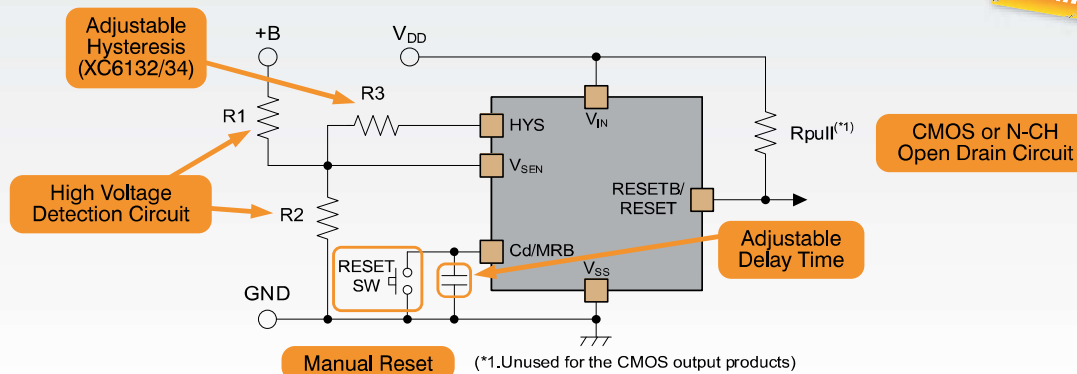 Adjustable
Hysteresis
(XC6132/34)
+B
VDD
R3
R1
HYS
VIN
Rpull(*1)
CMOS or N-CH
Open Drain Circuit
VSEN
High Voltage
Detection Circuit
R2
RESETB/
RESET
Cd/MRB
Adjustable
Delay Time
RESET
SW
VSS
GND
Manual Reset
(*1.Unused for the CMOS output products)